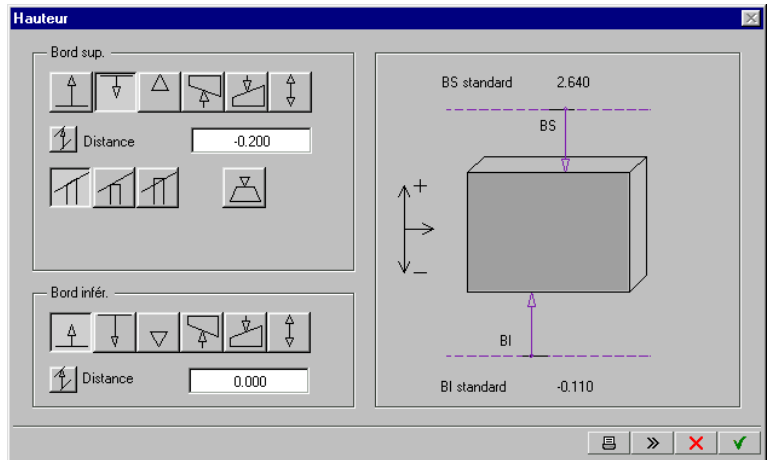 Hauteur
Bord sup.
Distance
-0.200
Bord infér.
Distance
0.000
BS standard 2.640
BS
+
–
BI
BI standard -0.110